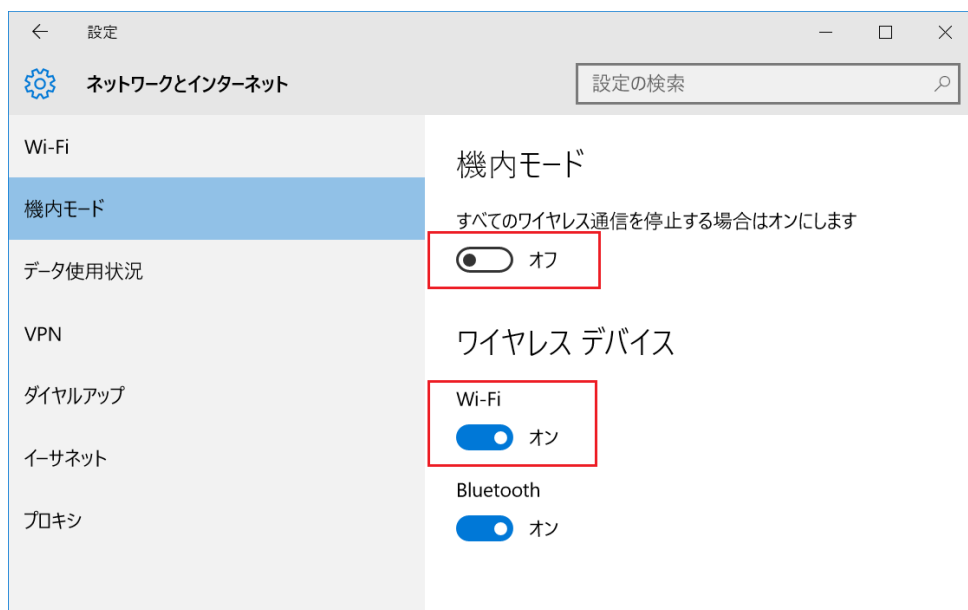 設定
ネットワークとインターネット
設定の検索
Wi-Fi
機内モード
データ使用状況
VPN
ダイヤルアップ
イーサネット
プロキシ
機内モード
すべてのワイヤレス通信を停止する場合はオンにします
オフ
ワイヤレス デバイス
Wi-Fi
オン
Bluetooth
オン